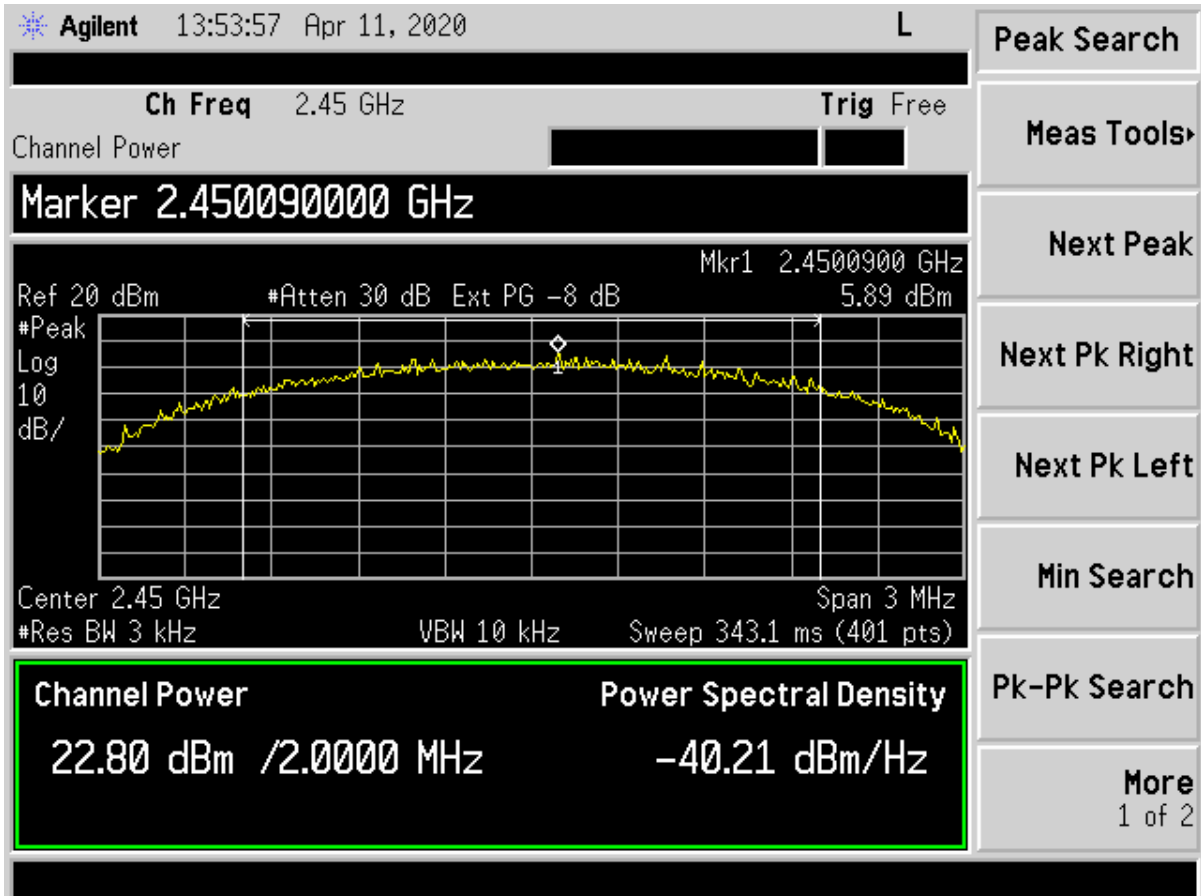 Agilent 13:53:57 Apr 11, 2020 L
Peak Search
Ch Freq 2.45 GHz Trig Free
Channel Power
Meas Tools
Marker 2.450090000 GHz
Next Peak
Mkr1 2.4500900 GHz
Ref 20 dBm #Atten 30 dB Ext PG -8 dB 5.89 dBm
#Peak
Log
10
dB/
1
Next Pk Right
Next Pk Left
Center 2.45 GHz Span 3 MHz
#Res BW 3 kHz VBW 10 kHz Sweep 343.1 ms (401 pts)
Min Search
Channel Power Power Spectral Density
22.80 dBm /2.0000 MHz -40.21 dBm/Hz
Pk-Pk Search
More
1 of 2